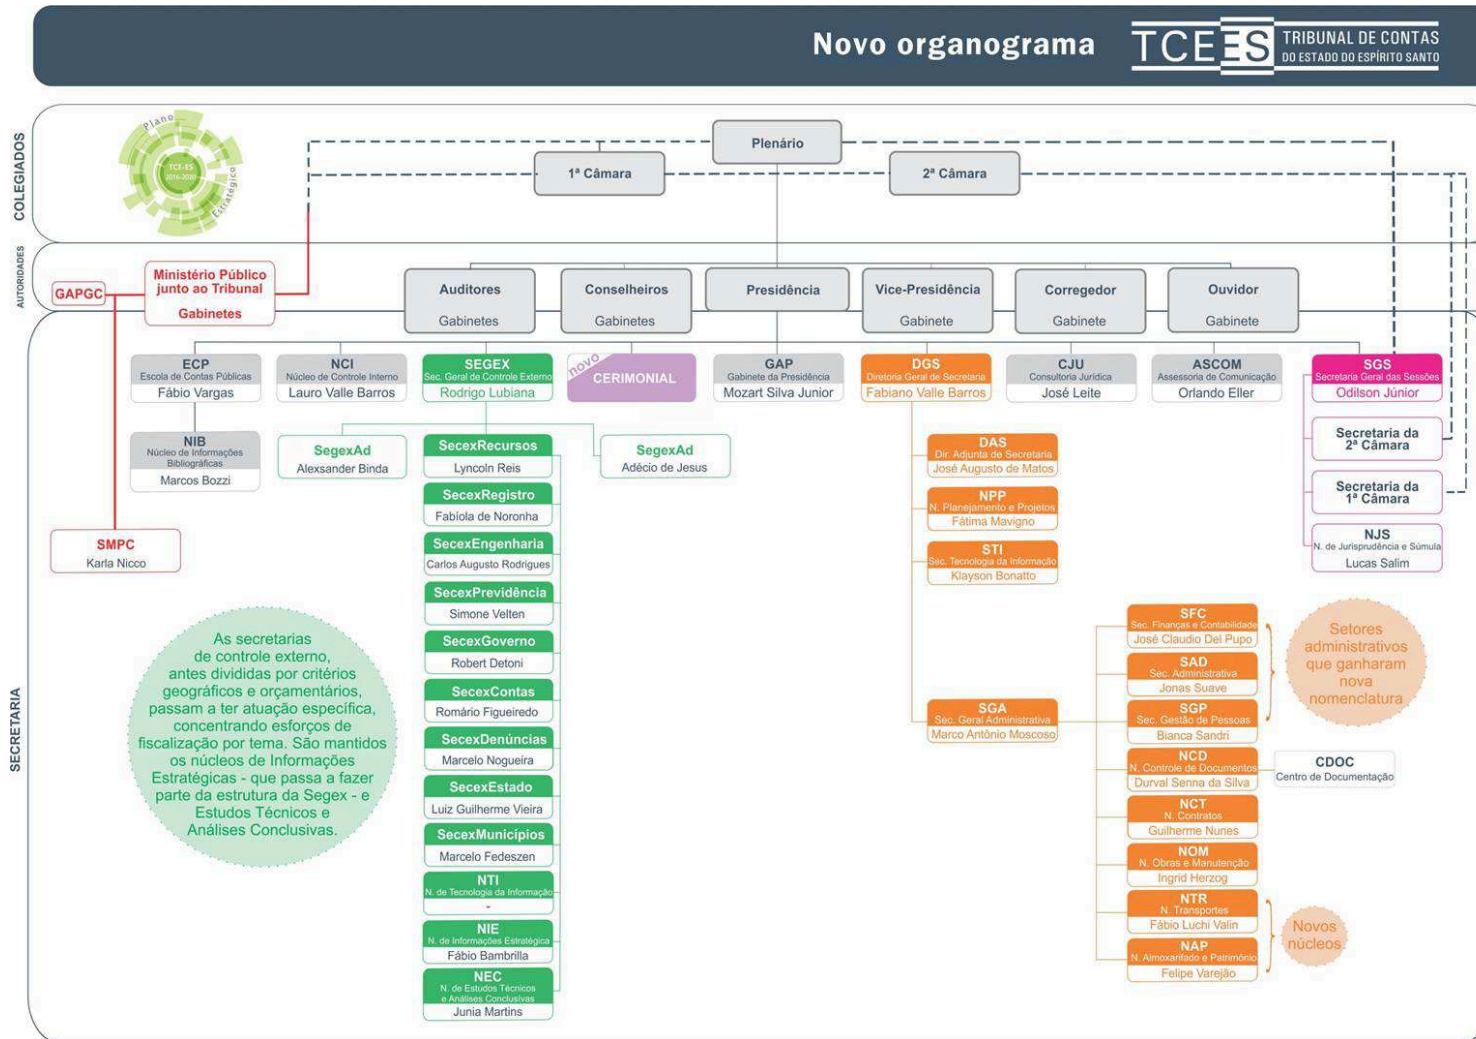 Novo organograma
TCEES
TRIBUNAL DE CONTAS
DO ESTADO DO ESPÍRITO SANTO
COLEGIADOS
Plano
TCE-ES
2016-2020
Estratégico
Plenário
1ª Câmara
2ª Câmara
AUTORIDADES
GAPGC
Ministério Público
junto ao Tribunal
Gabinetes
Auditores
Gabinetes
Conselheiros
Gabinetes
Presidência
Vice-Presidência
Gabinete
Corregedor
Gabinete
Ouvidor
Gabinete
SECRETARIA
ECP
Escola de Contas Públicas
Fábio Vargas
NCI
Núcleo de Controle Interno
Lauro Valle Barros
SEGEX
Sec. Geral de Controle Externo
Rodrigo Lubiana
novo
CERIMONIAL
GAP
Gabinete da Presidência
Mozart Silva Junior
DGS
Diretoria Geral de Secretaria
Fabiano Valle Barros
CJU
Consultoria Jurídica
José Leite
ASCOM
Assessoria de Comunicação
Orlando Eller
SGS
Secretaria Geral das Sessões
Odilson Júnior
NIB
Núcleo de Informações
Bibliográficas
Marcos Bozzi
SegexAd
Alexsander Binda
SegexAd
Adécio de Jesus
SMPC
Karla Nicco
SecexRecursos
Lyncoln Reis
SecexRegistro
Fabíola de Noronha
SecexEngenharia
Carlos Augusto Rodrigues
SecexPrevidência
Simone Velten
SecexGoverno
Robert Detoni
SecexContas
Romário Figueiredo
SecexDenúncias
Marcelo Nogueira
SecexEstado
Luiz Guilherme Vieira
SecexMunicípios
Marcelo Fedeszen
NTI
N. de Tecnologia da Informação
-
NIE
N. de Informações Estratégica
Fábio Bambrilla
NEC
N. de Estudos Técnicos
e Análises Conclusivas
Junia Martins
As secretarias
de controle externo,
antes divididas por critérios
geográficos e orçamentários,
passam a ter atuação específica,
concentrando esforços de
fiscalização por tema. São mantidos
os núcleos de Informações
Estratégicas - que passa a fazer
parte da estrutura da Segex - e
Estudos Técnicos e
Análises Conclusivas.
DAS
Dir. Adjunta de Secretaria
José Augusto de Matos
NPP
N. Planejamento e Projetos
Fátima Mavigno
STI
Sec. Tecnologia da Informação
Klayson Bonatto
SGA
Sec. Geral Administrativa
Marco Antônio Moscoso
Secretaria da
2ª Câmara
Secretaria da
1ª Câmara
NJS
N. de Jurisprudência e Súmula
Lucas Salim
SFC
Sec. Finanças e Contabilidade
José Claudio Del Pupo
SAD
Sec. Administrativa
Jonas Suave
SGP
Sec. Gestão de Pessoas
Bianca Sandri
NCD
N. Controle de Documentos
Durval Senna da Silva
CDOC
Centro de Documentação
NCT
N. Contratos
Guilherme Nunes
NOM
N. Obras e Manutenção
Ingrid Herzog
NTR
N. Transportes
Fábio Luchi Valin
NAP
N. Almoxarifado e Patrimônio
Felipe Varejão
Setores
administrativos
que ganharam
nova
nomenclatura
Novos
núcleos